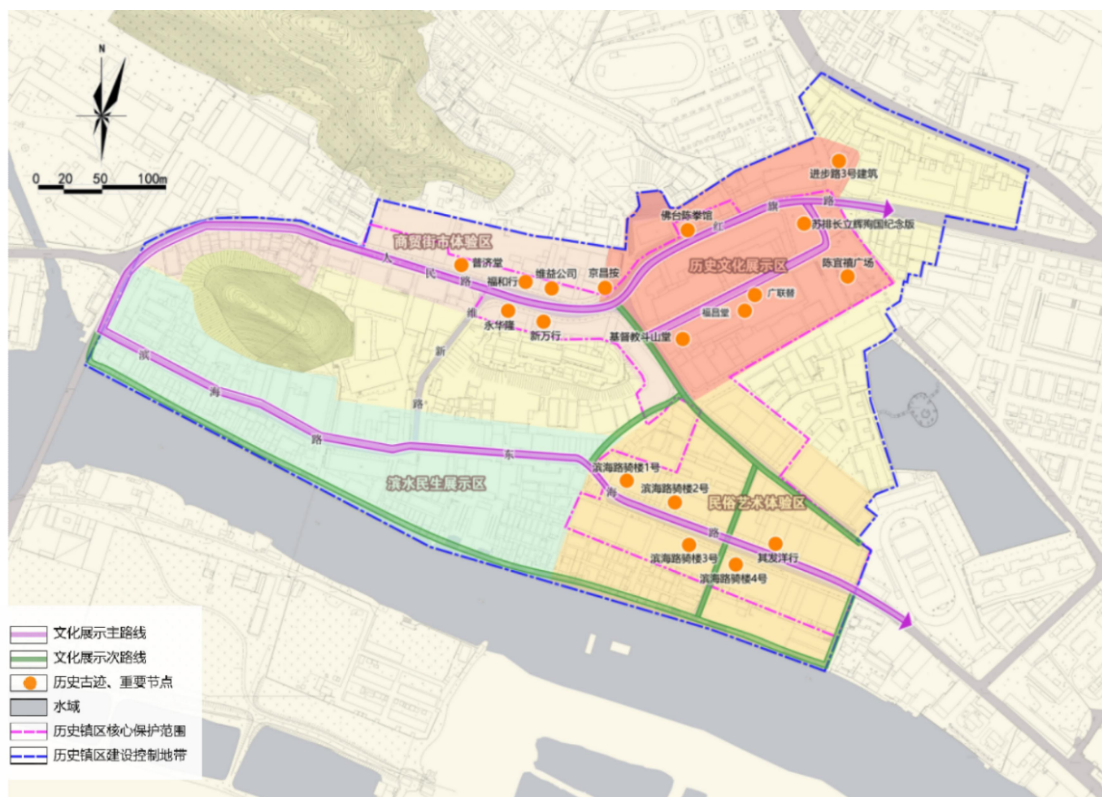 N
0 20 50 100m
进步路3号建筑
佛台陈拳馆
红 旗 路
苏排长立辉殉国纪念版
商贸街市体验区
人 民 路
普济堂
福和行
维益公司
京昌按
历史文化展示区
陈宜禧广场
广联替
福昌堂
永华隆
新万行
维 新 路
基督教斗山堂
滨 海 路 东
滨水民生展示区
滨海路骑楼1号
滨海路骑楼2号
民俗艺术体验区
海 路
滨海路骑楼3号
其发洋行
滨海路骑楼4号
文化展示主路线
文化展示次路线
历史古迹、重要节点
水域
历史镇区核心保护范围
历史镇区建设控制地带